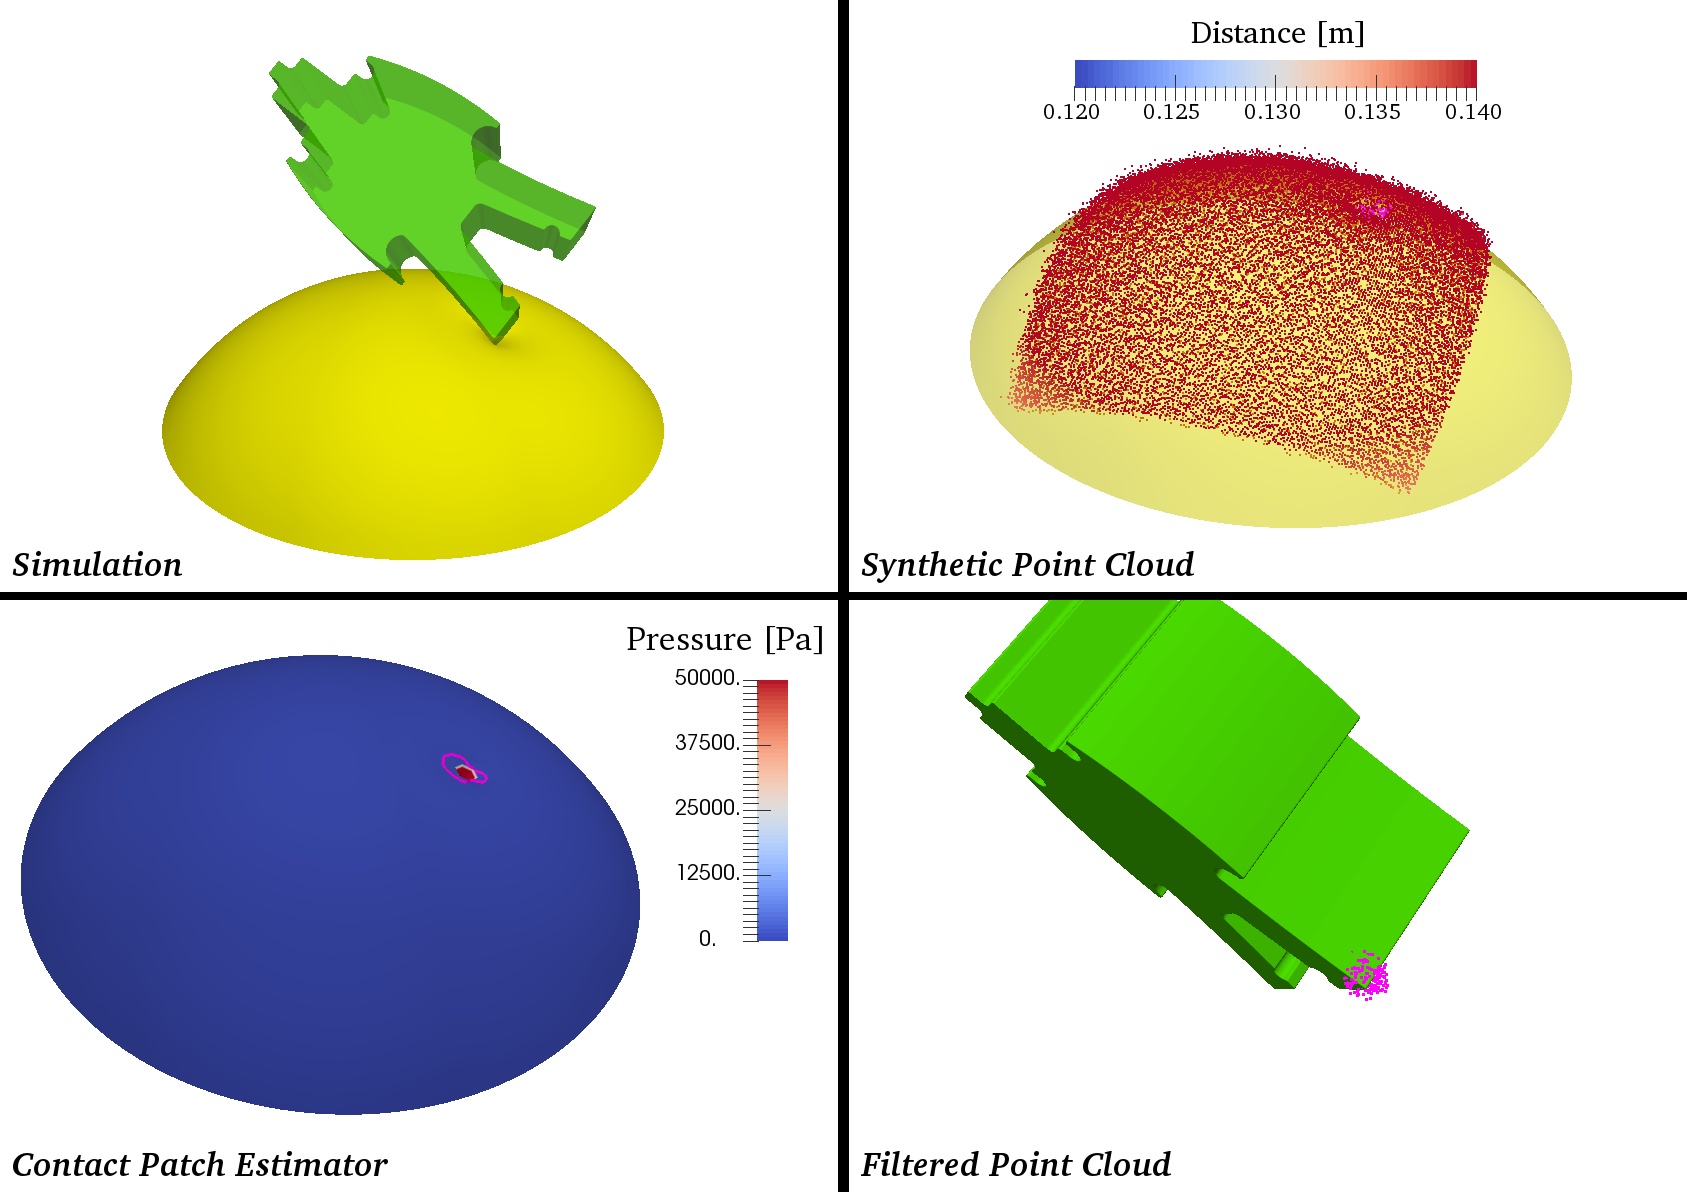 Simulation
Distance [m]
0.120 0.125 0.130 0.135 0.140
Synthetic Point Cloud
Pressure [Pa]
50000.
37500.
25000.
12500.
0.
Contact Patch Estimator
Filtered Point Cloud